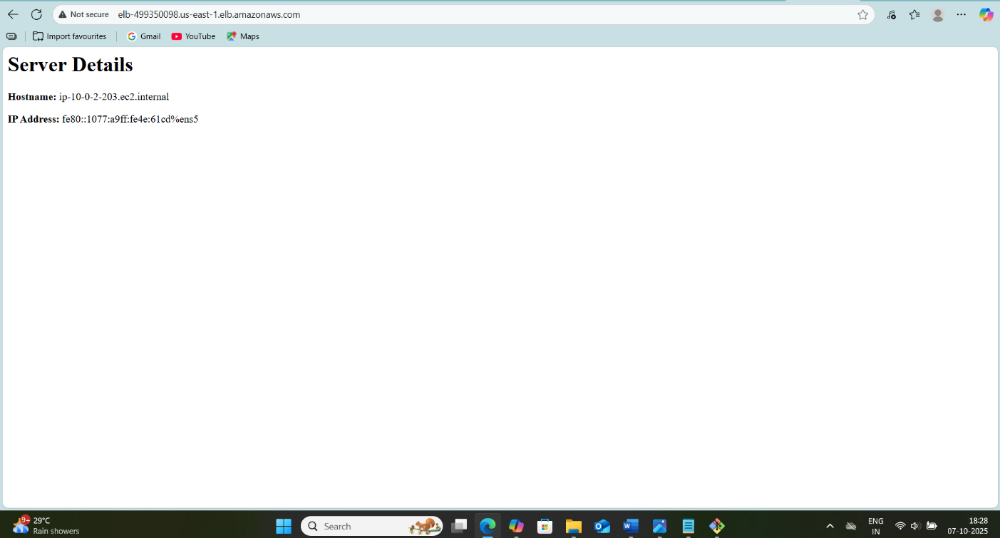 Not secure elb-499350098.us-east-1.elb.amazonaws.com
Import favourites Gmail YouTube Maps
Server Details
Hostname: ip-10-0-2-203.ec2.internal
IP Address: fe80::1077:a9ff:fe4e:61cd%ens5
9+ 29°C
Rain showers
Search
ENG
IN
18:28
07-10-2025